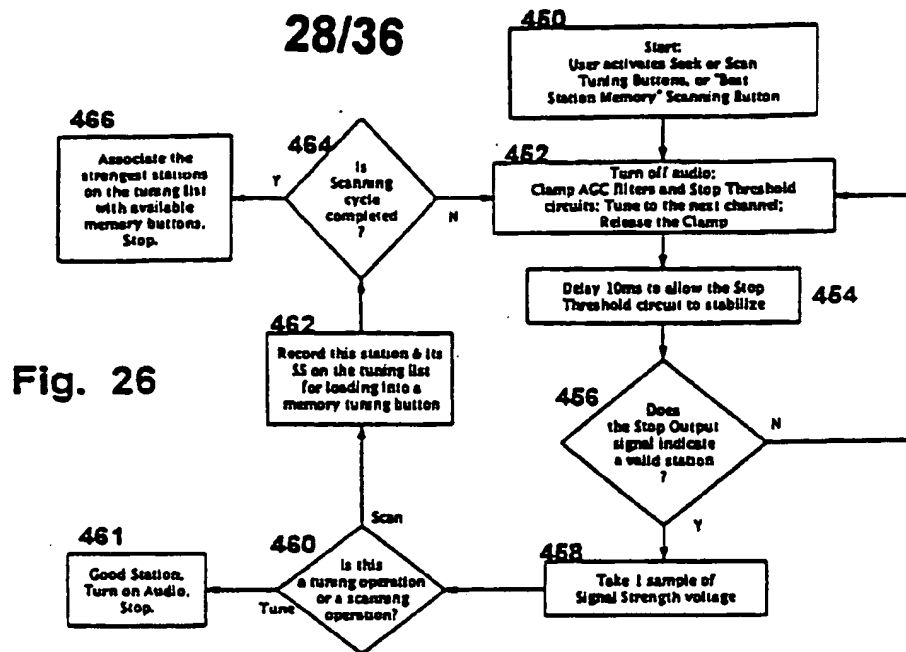 28/36
450
Start:
User activates Seek or Scan
Tuning Buttons, or "Best
Station Memory" Scanning Button
452
Turn off audio:
Clamp AGC filters and Stop Threshold
circuits: Tune to the next channel;
Release the Clamp
Delay 10ms to allow the Stop
Threshold circuit to stabilize
454
456
Does
the Stop Output
signal indicate
a valid station
?
N
Y
458
Take 1 sample of
Signal Strength voltage
460
Is this
a tuning operation
or a scanning
operation?
Tune
Scan
461
Good Station,
Turn on Audio,
Stop.
462
Record this station & its
SS on the tuning list
for loading into a
memory tuning button
464
Is
Scanning
cycle
completed
?
Y
N
466
Associate the
strongest stations
on the tuning list
with available
memory buttons.
Stop.
Fig. 26